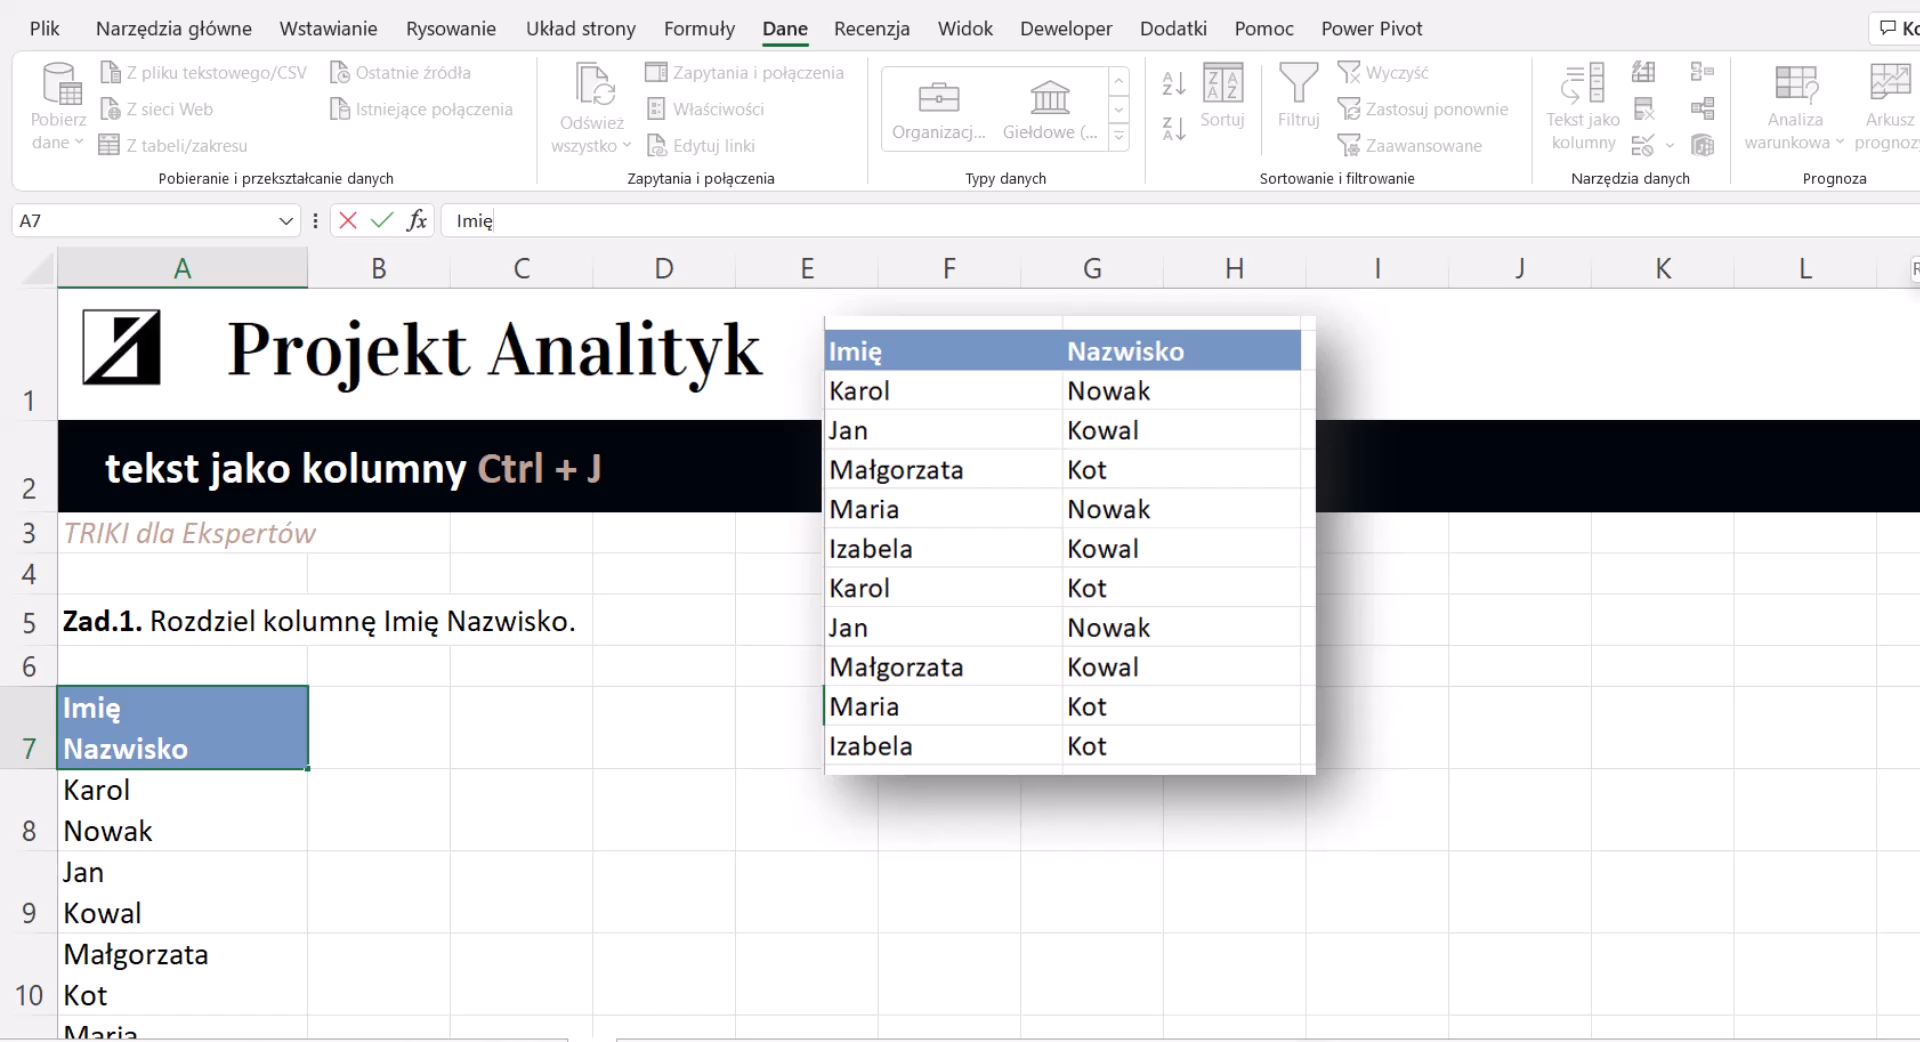 Plik Narzędzia główne Wstawianie Rysowanie Układ strony Formuły Dane Recenzja Widok Deweloper Dodatki Pomoc Power Pivot
Pobierz dane
Z pliku tekstowego/CSV
Z sieci Web
Z tabeli/zakresu
Ostatnie źródła
Istniejące połączenia
Pobieranie i przekształcanie danych
Odśwież wszystko
Zapytania i połączenia
Właściwości
Edytuj linki
Zapytania i połączenia
Organizacj...
Giełdowe (...
Typy danych
Sortuj
Filtruj
Wyczyść
Zastosuj ponownie
Zaawansowane
Sortowanie i filtrowanie
Tekst jako kolumny
Narzędzia danych
Analiza warunkowa
Arkusz
Prognoza
A7 fx Imię
A B C D E F G H I J K L
1 Projekt Analityk
2 tekst jako kolumny Ctrl + J
3 TRIKI dla Ekspertów
4
5 Zad.1. Rozdziel kolumnę Imię Nazwisko.
6
Imię
7 Nazwisko
Karol
8 Nowak
Jan
9 Kowal
Małgorzata
10 Kot
Maria
Imię Nazwisko
Karol Nowak
Jan Kowal
Małgorzata Kot
Maria Nowak
Izabela Kowal
Karol Kot
Jan Nowak
Małgorzata Kowal
Maria Kot
Izabela Kot